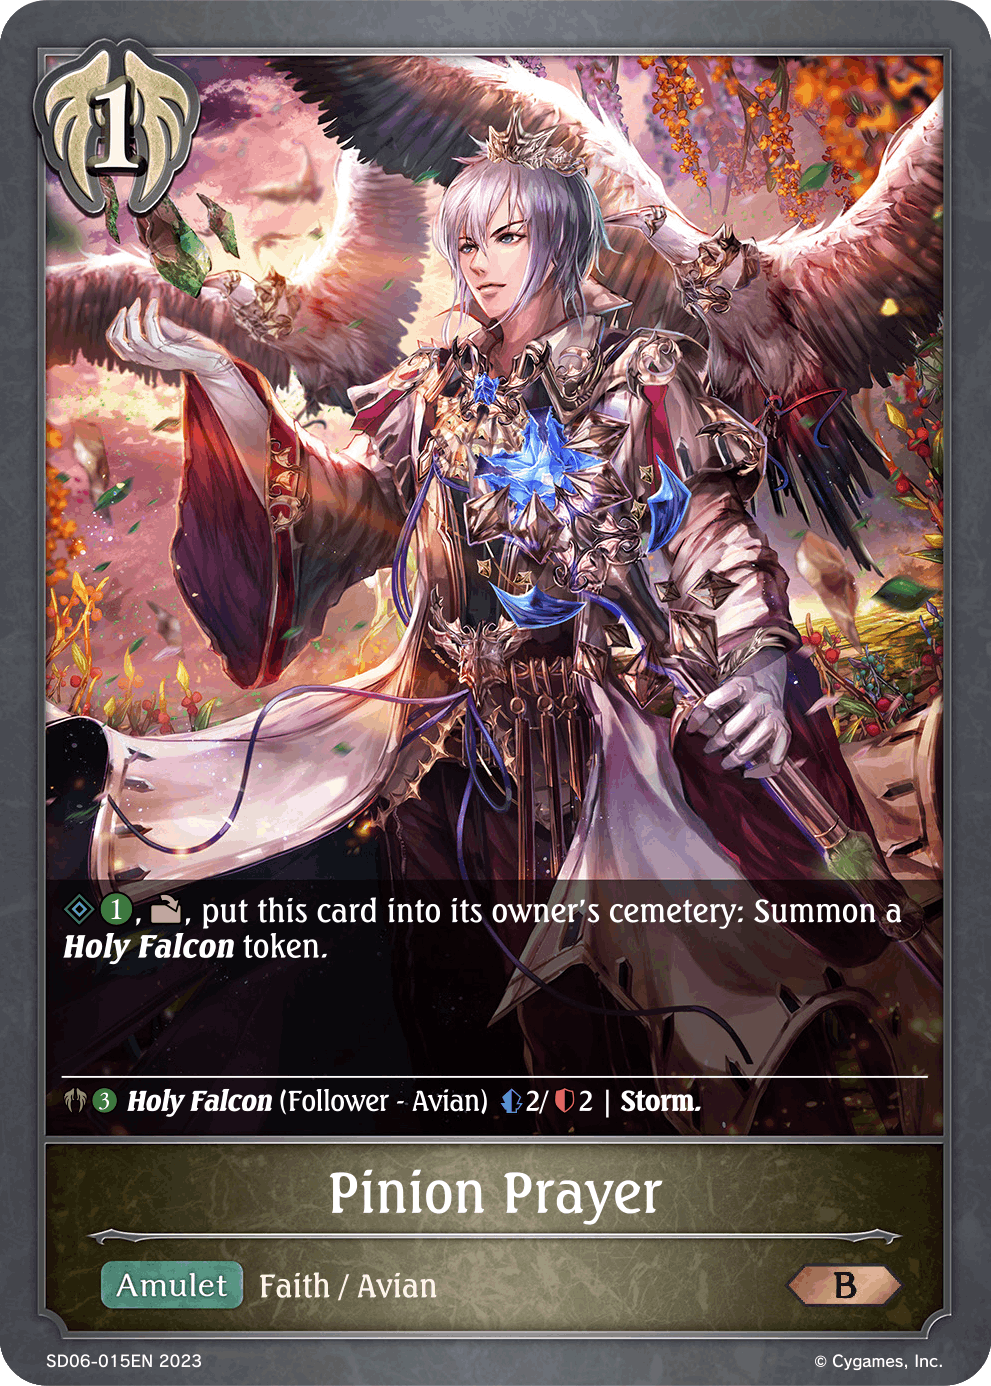 1
1, , put this card into its owner's cemetery: Summon a
Holy Falcon token.
3 Holy Falcon (Follower - Avian) 2/ 2 | Storm.
Pinion Prayer
Amulet Faith / Avian B
SD06-015EN 2023 © Cygames, Inc.